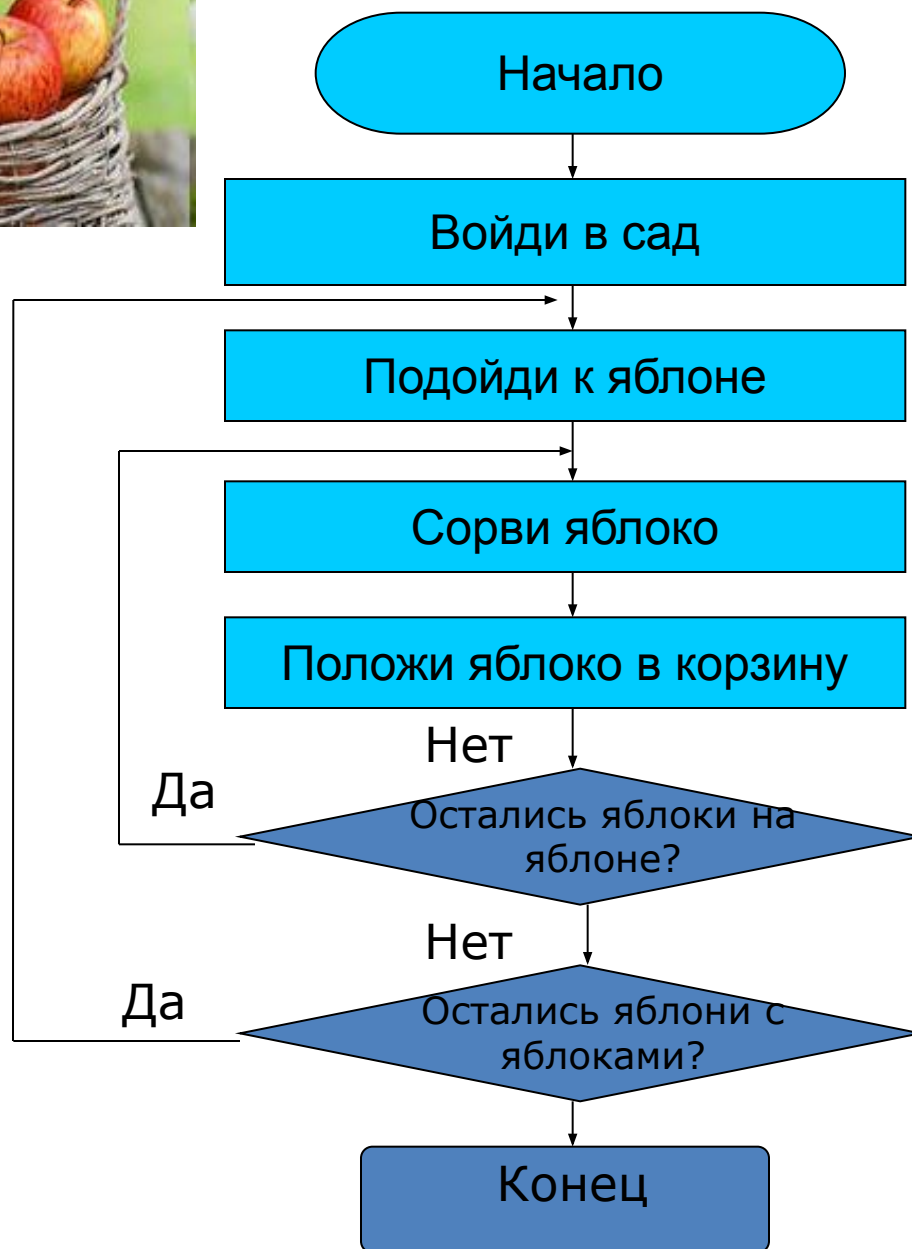 Начало
Войди в сад
Подойди к яблоне
Сорви яблоко
Положи яблоко в корзину
Нет
Да
Остались яблоки на
яблоне?
Нет
Да
Остались яблони с
яблоками?
Конец